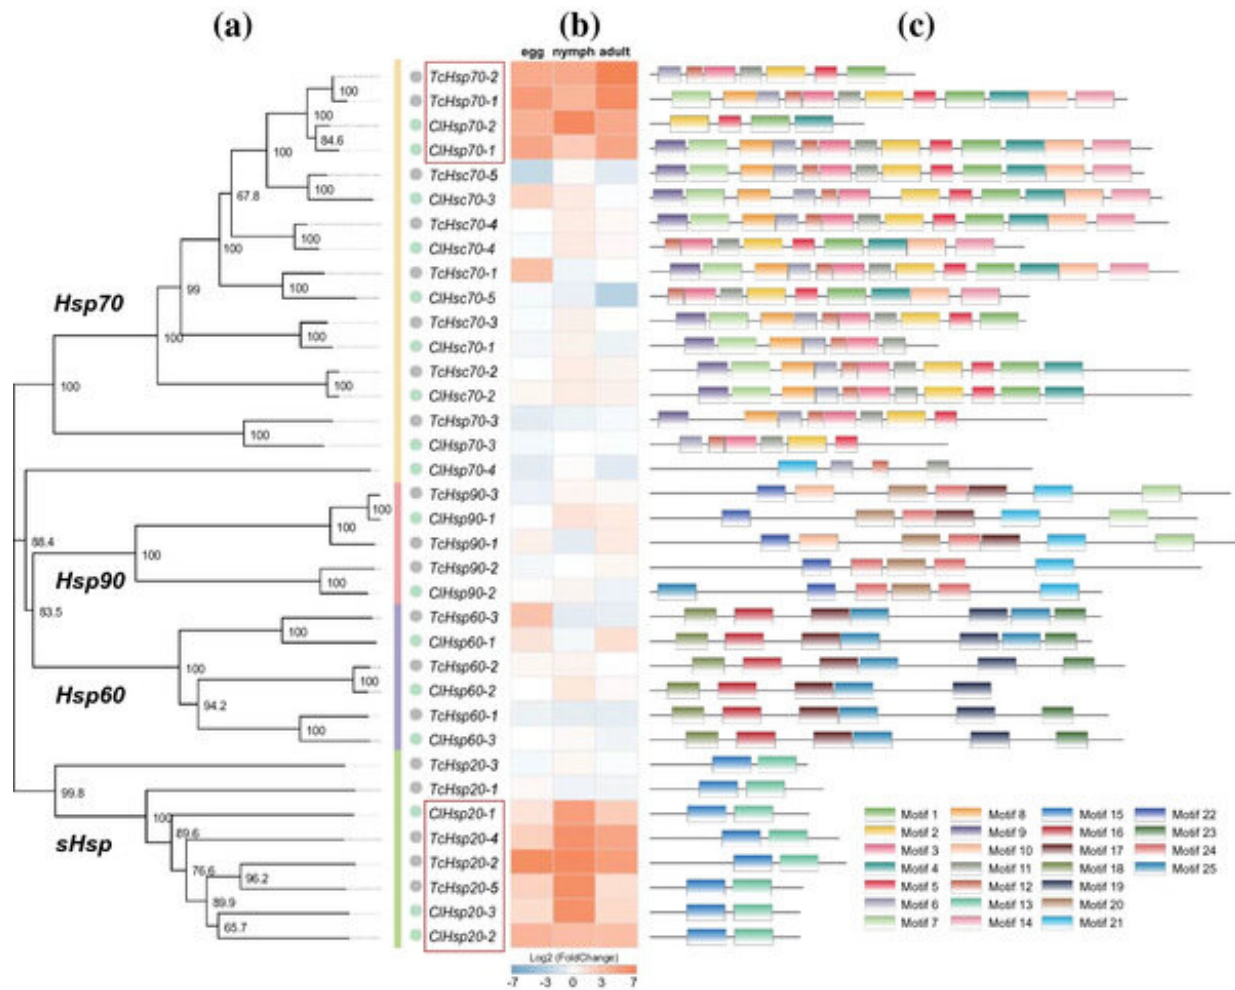 (a) (b) (c)
egg nymph adult
TcHsp70-2
TcHsp70-1
ClHsp70-2
ClHsp70-1
TcHsc70-5
ClHsc70-3
TcHsc70-4
ClHsc70-4
TcHsc70-1
ClHsc70-5
TcHsc70-3
ClHsc70-1
TcHsc70-2
ClHsc70-2
TcHsp70-3
ClHsp70-3
ClHsp70-4
TcHsp90-3
ClHsp90-1
TcHsp90-1
TcHsp90-2
ClHsp90-2
TcHsp60-3
ClHsp60-1
TcHsp60-2
ClHsp60-2
TcHsp60-1
ClHsp60-3
TcHsp20-3
TcHsp20-1
ClHsp20-1
TcHsp20-4
TcHsp20-2
TcHsp20-5
ClHsp20-3
ClHsp20-2
100
100
84.6
100
100
67.8
100
100
99
100
Hsp70
100
100
100
100
100
100
88.4
100
Hsp90
100
83.5
100
100
100
Hsp60
94.2
100
99.8
100
sHsp
89.6
76.6
96.2
89.9
65.7
Log2 (FoldChange)
-7 -3 0 3 7
Motif 1 Motif 8 Motif 15 Motif 22
Motif 2 Motif 9 Motif 16 Motif 23
Motif 3 Motif 10 Motif 17 Motif 24
Motif 4 Motif 11 Motif 18 Motif 25
Motif 5 Motif 12 Motif 19
Motif 6 Motif 13 Motif 20
Motif 7 Motif 14 Motif 21